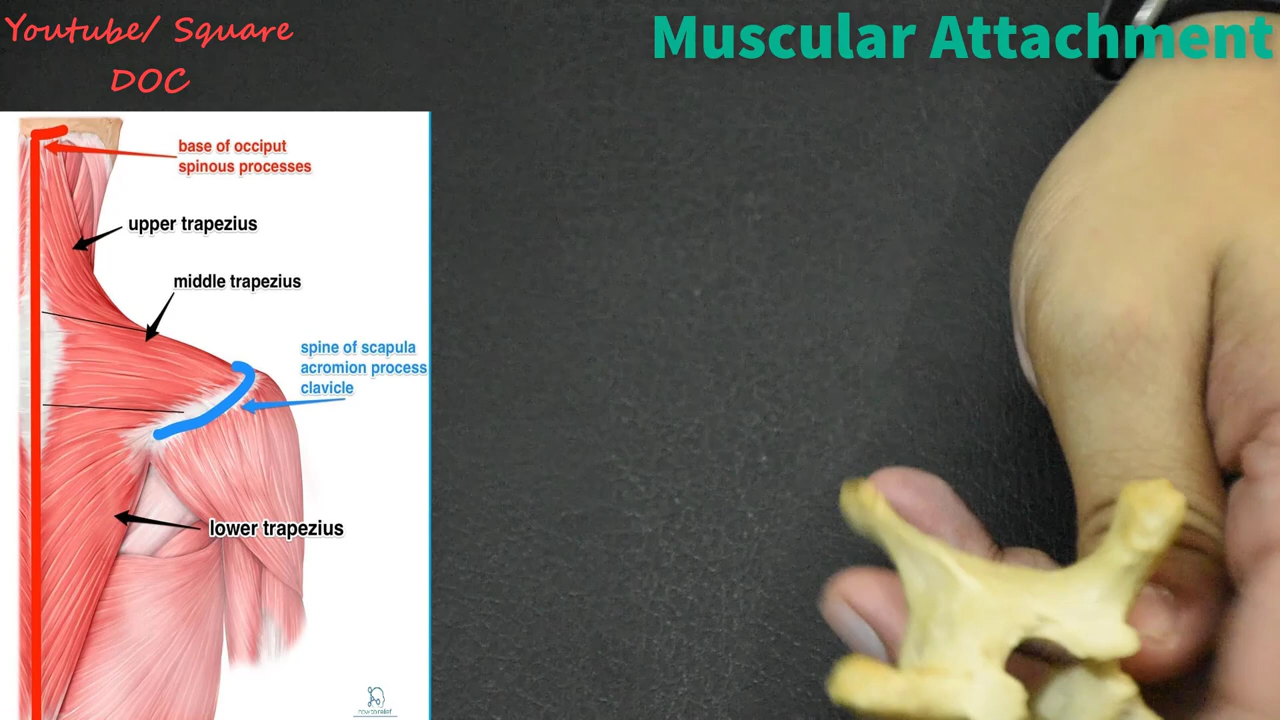 Youtube/ Square
DOC
Muscular Attachment
base of occiput
spinous processes
upper trapezius
middle trapezius
spine of scapula
acromion process
clavicle
lower trapezius